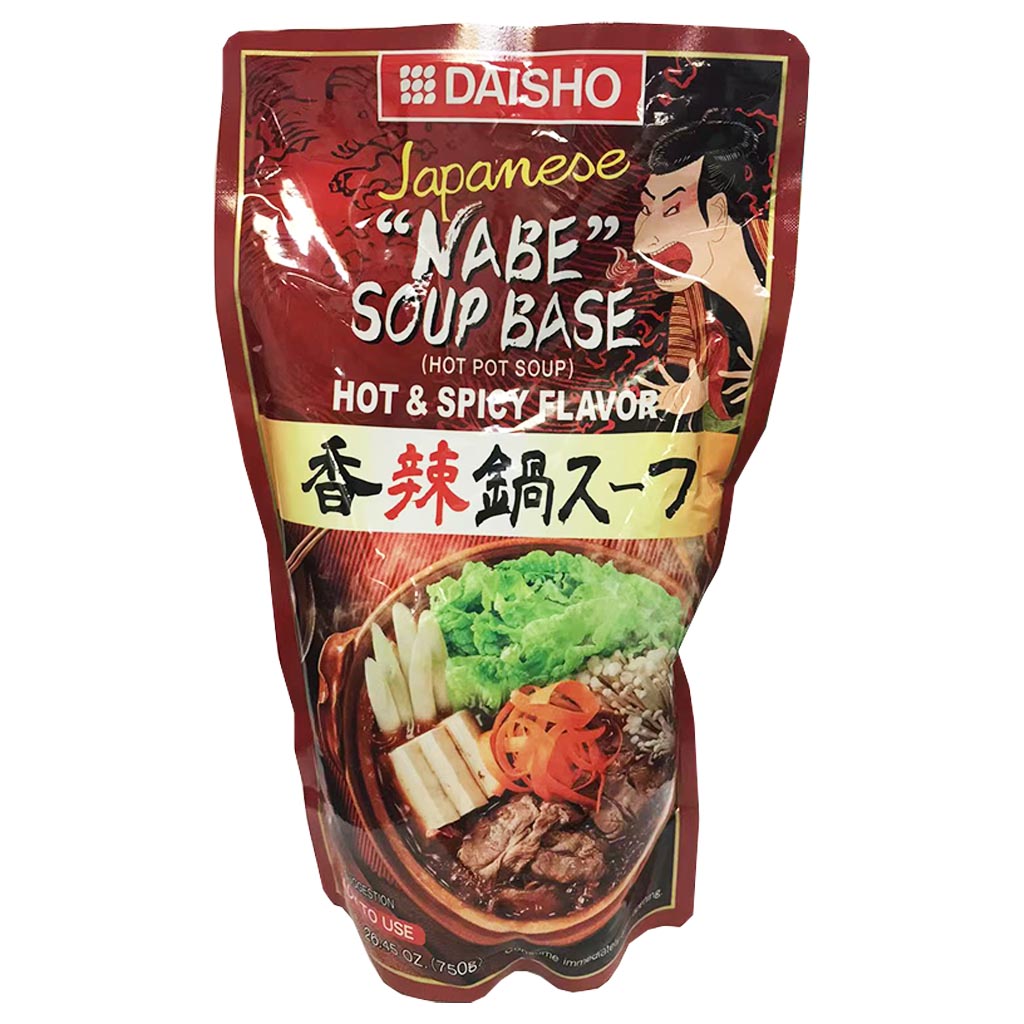 DAISHO
Japanese
"NABE"
SOUP BASE
(HOT POT SOUP)
HOT & SPICY FLAVOR
香辣鍋スープ
TO USE
26.45 OZ. (750g)
immediately